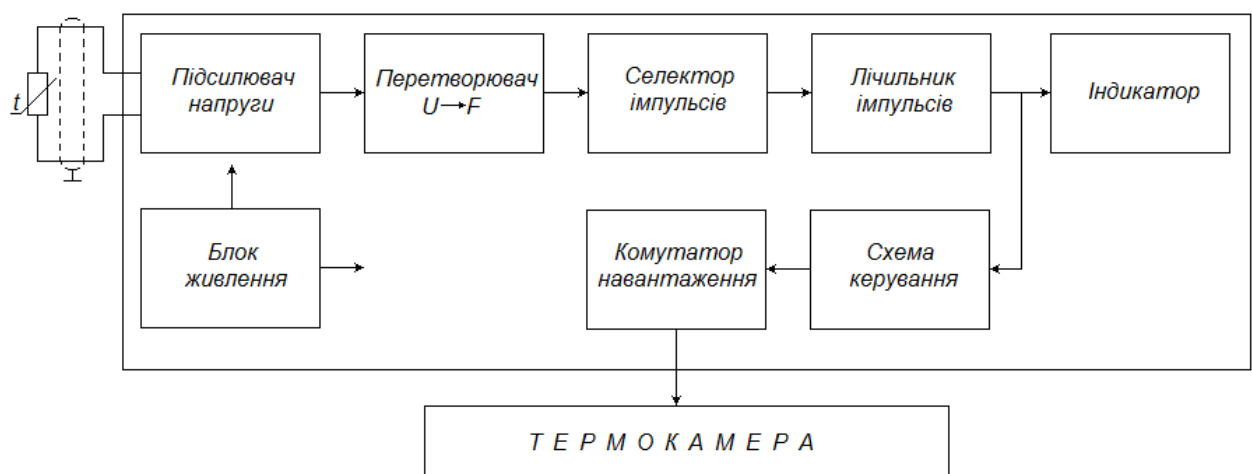 t
Підсилювач
напруги
Перетворювач
U→F
Селектор
імпульсів
Лічильник
імпульсів
Індикатор
Блок
живлення
Комутатор
навантаження
Схема
керування
Т Е Р М О К А М Е Р А